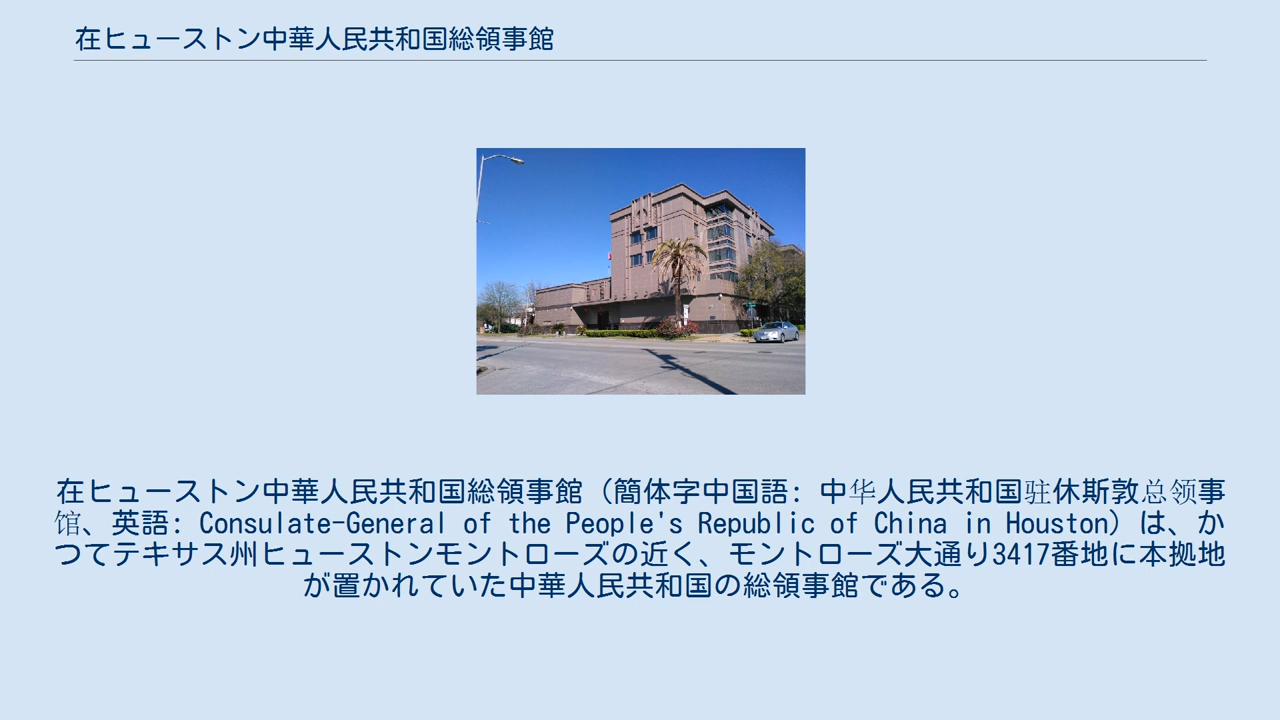 在ヒューストン中華人民共和国総領事館
在ヒューストン中華人民共和国総領事館（簡体字中国語: 中华人民共和国驻休斯敦总领事
馆、英語: Consulate-General of the People's Republic of China in Houston）は、か
つてテキサス州ヒューストンモントローズの近く、モントローズ大通り3417番地に本拠地
が置かれていた中華人民共和国の総領事館である。